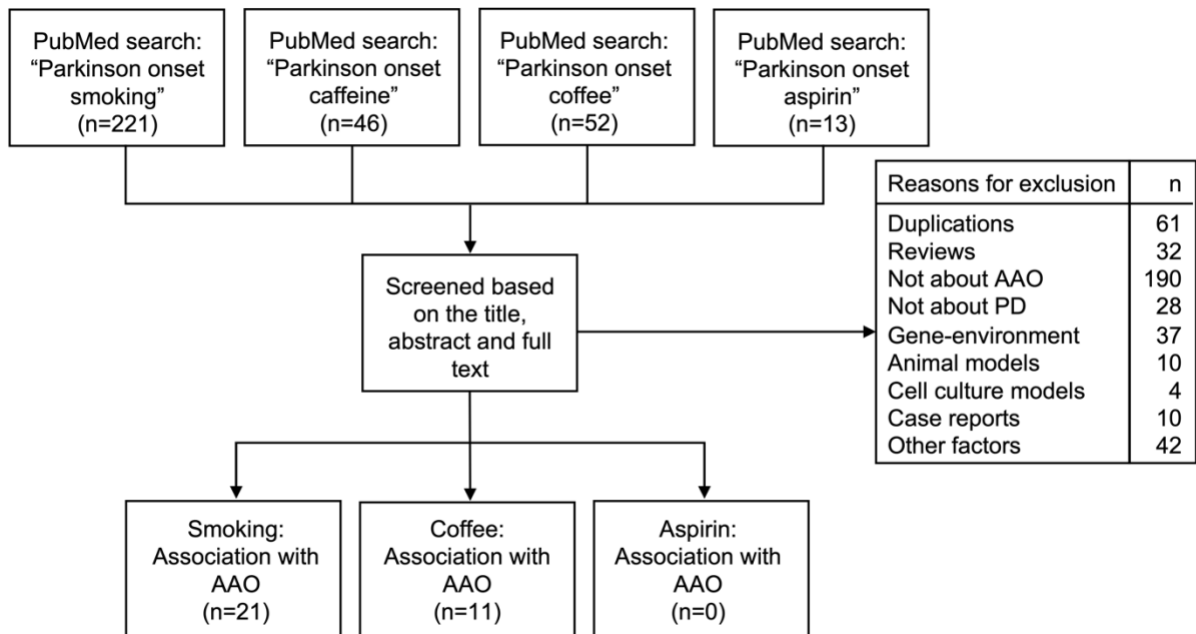 PubMed search:
“Parkinson onset
smoking”
(n=221)
PubMed search:
“Parkinson onset
caffeine”
(n=46)
PubMed search:
“Parkinson onset
coffee”
(n=52)
PubMed search:
“Parkinson onset
aspirin”
(n=13)
Screened based
on the title,
abstract and full
text
Reasons for exclusion n
Duplications 61
Reviews 32
Not about AAO 190
Not about PD 28
Gene-environment 37
Animal models 10
Cell culture models 4
Case reports 10
Other factors 42
Smoking:
Association with
AAO
(n=21)
Coffee:
Association with
AAO
(n=11)
Aspirin:
Association with
AAO
(n=0)